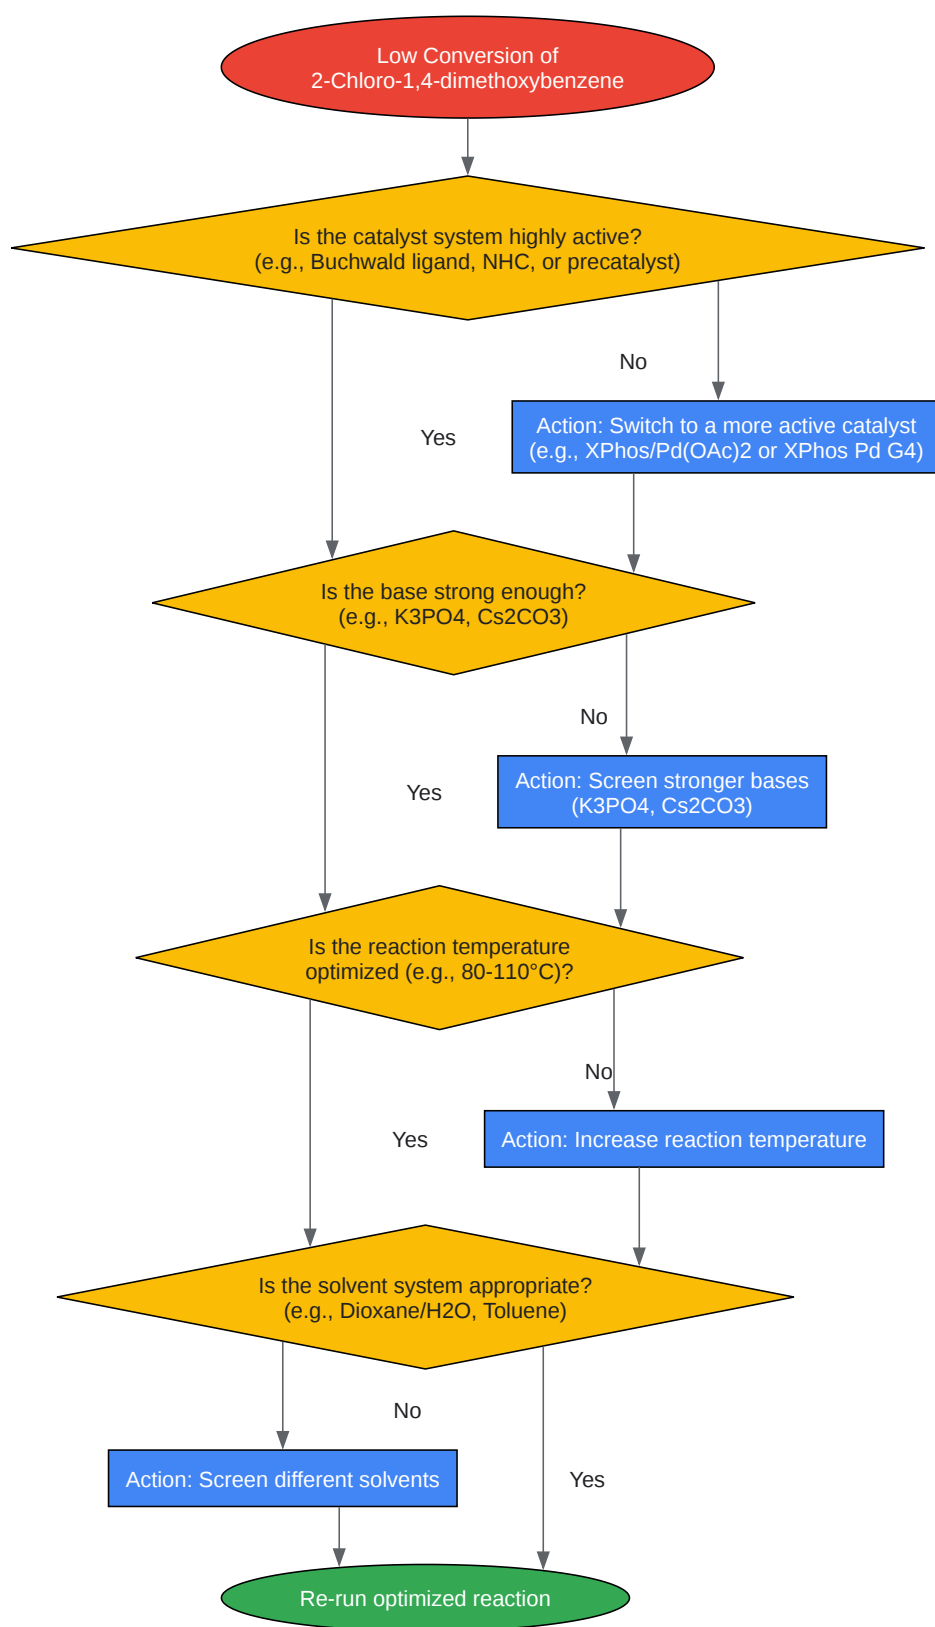 Low Conversion of
2-Chloro-1,4-dimethoxybenzene
Is the catalyst system highly active?
(e.g., Buchwald ligand, NHC, or precatalyst)
No
Action: Switch to a more active catalyst
(e.g., XPhos/Pd(OAc)2 or XPhos Pd G4)
Yes
Is the base strong enough?
(e.g., K3PO4, Cs2CO3)
No
Action: Screen stronger bases
(K3PO4, Cs2CO3)
Yes
Is the reaction temperature
optimized (e.g., 80-110°C)?
No
Action: Increase reaction temperature
Yes
Is the solvent system appropriate?
(e.g., Dioxane/H2O, Toluene)
No
Action: Screen different solvents
Yes
Re-run optimized reaction